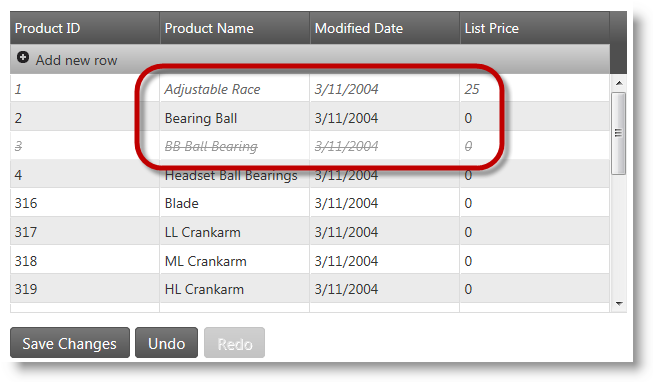 Product ID Product Name Modified Date List Price
Add new row
1 Adjustable Race 3/11/2004 25
2 Bearing Ball 3/11/2004 0
3 BB Ball Bearing 3/11/2004 0
4 Headset Ball Bearings 3/11/2004 0
316 Blade 3/11/2004 0
317 LL Crankarm 3/11/2004 0
318 ML Crankarm 3/11/2004 0
319 HL Crankarm 3/11/2004 0
Save Changes Undo Redo